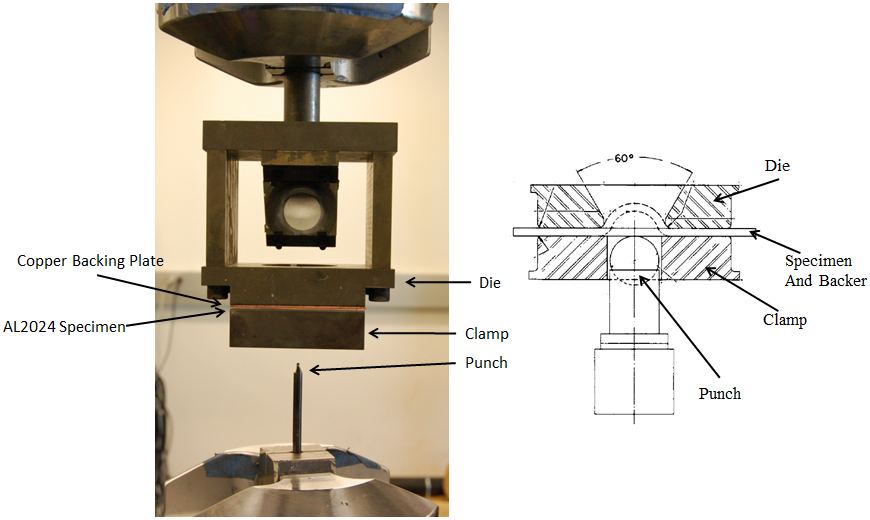 Copper Backing Plate
AL2024 Specimen
Die
Clamp
Punch
60°
Die
Specimen
And Backer
Clamp
Punch